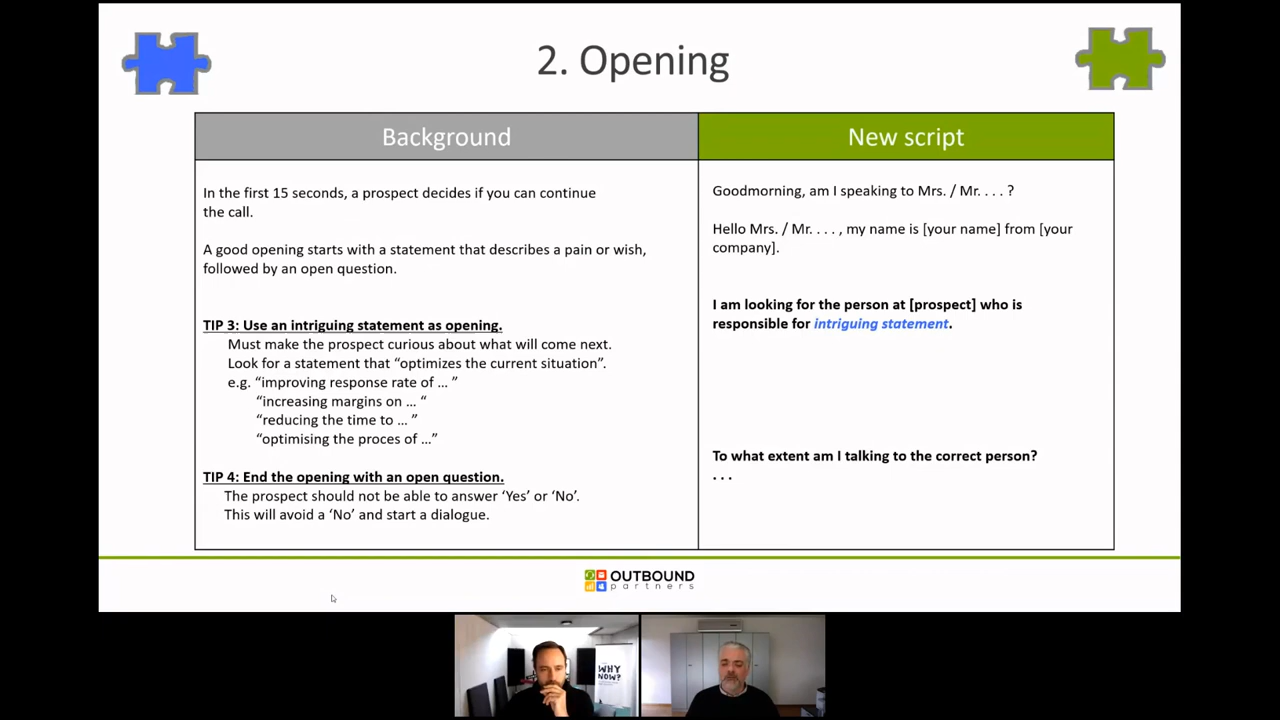 2. Opening
Background
New script
In the first 15 seconds, a prospect decides if you can continue
the call.
A good opening starts with a statement that describes a pain or wish,
followed by an open question.
TIP 3: Use an intriguing statement as opening.
Must make the prospect curious about what will come next.
Look for a statement that “optimizes the current situation”.
e.g. “improving response rate of ... ”
“increasing margins on ... “
“reducing the time to ... ”
“optimising the proces of ...”
TIP 4: End the opening with an open question.
The prospect should not be able to answer ‘Yes’ or ‘No’.
This will avoid a ‘No’ and start a dialogue.
Goodmorning, am I speaking to Mrs. / Mr. . . . ?
Hello Mrs. / Mr. . . . , my name is [your name] from [your
company].
I am looking for the person at [prospect] who is
responsible for intriguing statement.
To what extent am I talking to the correct person?
. . .
OUTBOUND
partners
WHY
NOW?